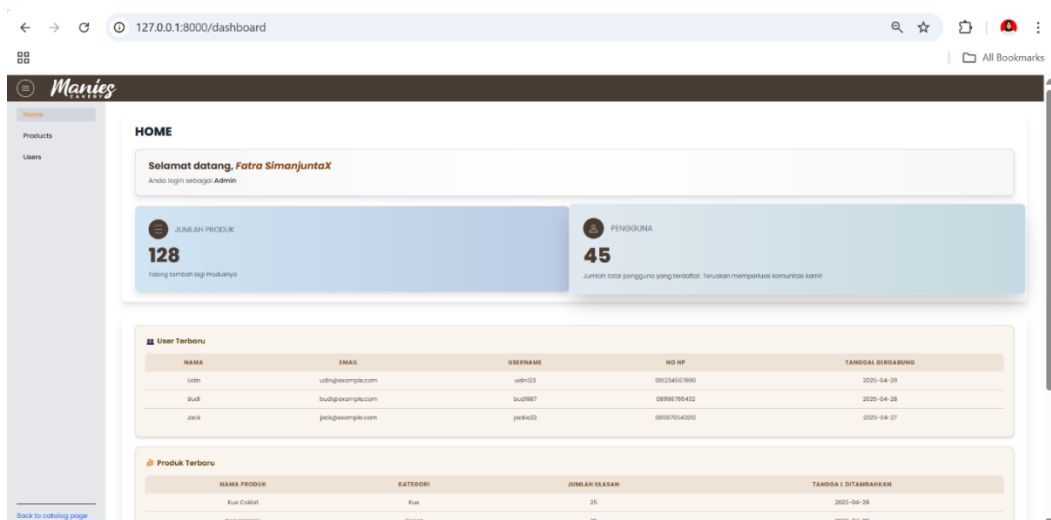 127.0.0.1:8000/dashboard
All Bookmarks
Manies
CAKERY
Home
Products
Users
Back to catalog page
HOME
Selamat datang, Fatra SimanjuntaX
Anda login sebagai Admin
JUMLAH PRODUK
128
Tolong tambah lagi Produknya
PENGGUNA
45
Jumlah total pengguna yang terdaftar. Teruskan memperluas komunitas kami!
User Terbaru
NAMA EMAIL USERNAME NO HP TANGGAL BERGABUNG
Udin udin@example.com udin123 081234567890 2025-04-29
Budi budi@example.com budi987 08998765432 2025-04-28
Jack jack@example.com jackie22 089876543210 2025-04-27
Produk Terbaru
NAMA PRODUK KATEGORI JUMLAH ULASAN TANGGAL DITAMBAHKAN
Kue Coklat Kue 25 2025-04-29